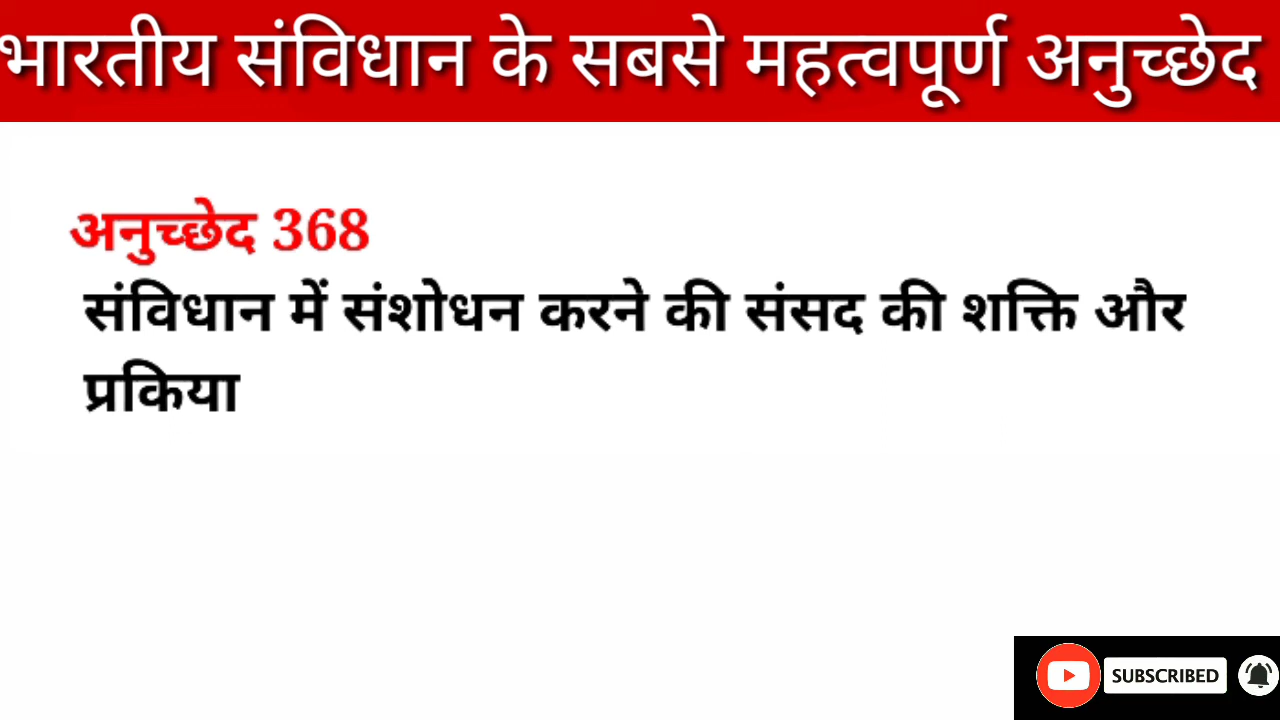 भारतीय संविधान के सबसे महत्वपूर्ण अनुच्छेद
अनुच्छेद 368
संविधान में संशोधन करने की संसद की शक्ति और
प्रकिया
SUBSCRIBED